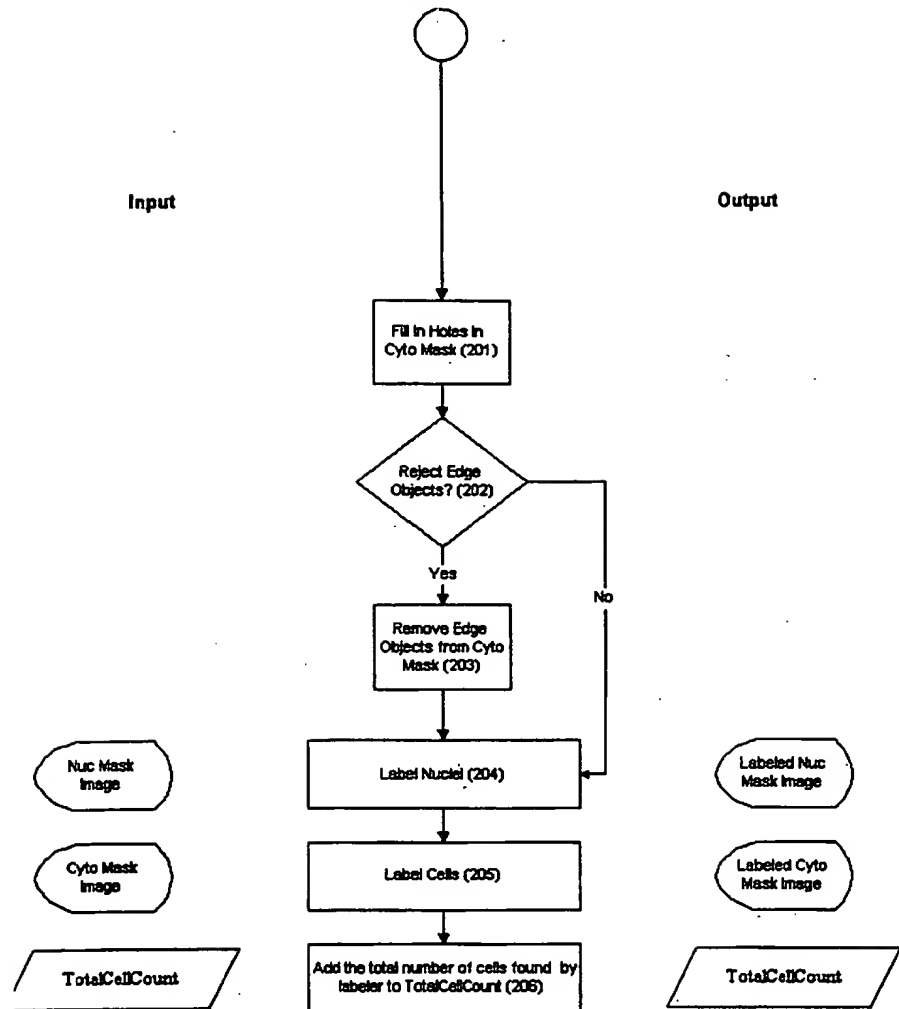 Input
Output
Fill In Holes In
Cyto Mask (201)
Reject Edge
Objects? (202)
Yes
No
Remove Edge
Objects from Cyto
Mask (203)
Nuc Mask
Image
Label Nuclei (204)
Labeled Nuc
Mask Image
Cyto Mask
Image
Label Cells (205)
Labeled Cyto
Mask Image
TotalCellCount
Add the total number of cells found by
labeler to TotalCellCount (206)
TotalCellCount